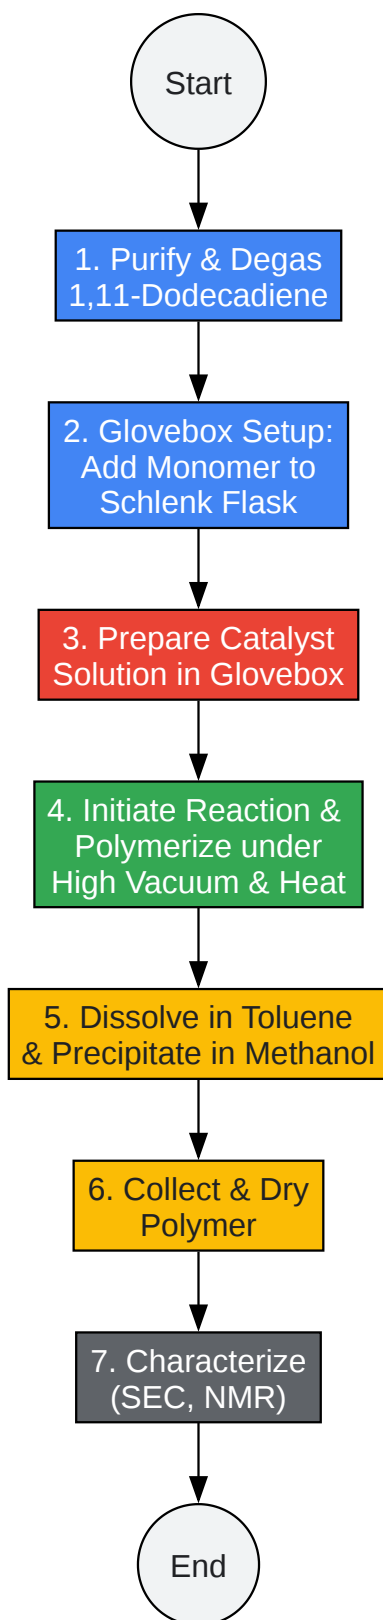 Start
1. Purify & Degas
1,11-Dodecadiene
2. Glovebox Setup:
Add Monomer to
Schlenk Flask
3. Prepare Catalyst
Solution in Glovebox
4. Initiate Reaction &
Polymerize under
High Vacuum & Heat
5. Dissolve in Toluene
& Precipitate in Methanol
6. Collect & Dry
Polymer
7. Characterize
(SEC, NMR)
End